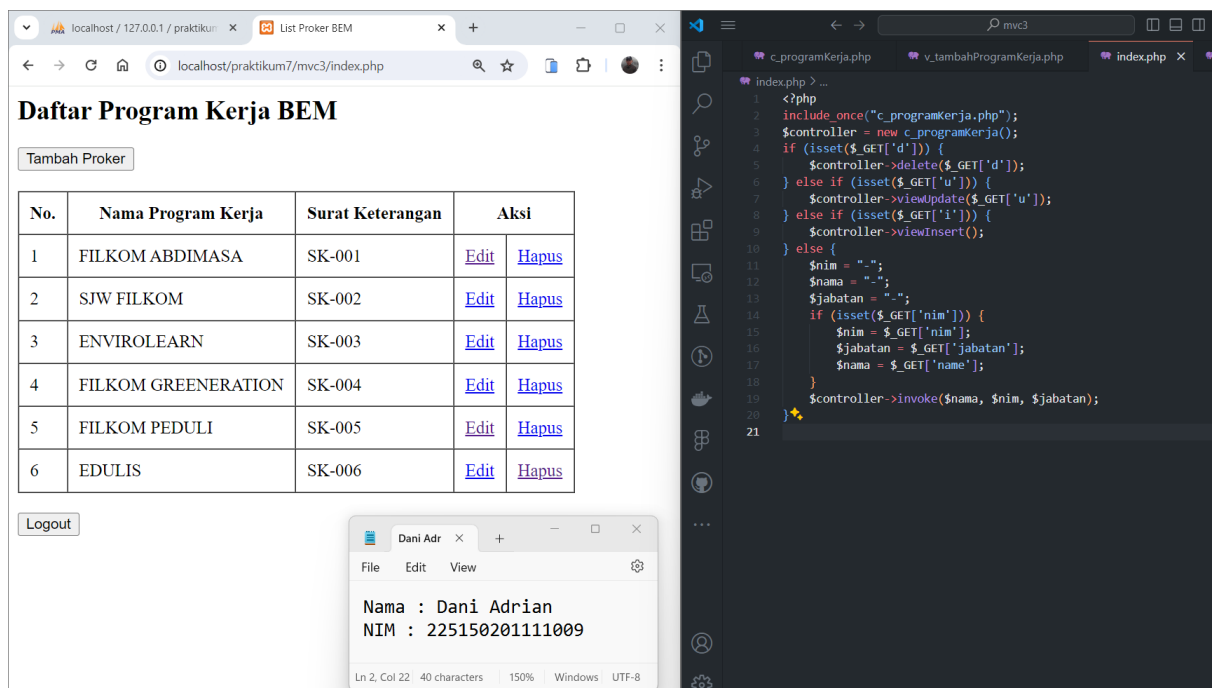 localhost / 127.0.0.1 / praktikun
List Proker BEM
localhost/praktikum7/mvc3/index.php
Daftar Program Kerja BEM
Tambah Proker
No. Nama Program Kerja Surat Keterangan Aksi
1 FILKOM ABDIMASA SK-001 Edit Hapus
2 SJW FILKOM SK-002 Edit Hapus
3 ENVIROLEARN SK-003 Edit Hapus
4 FILKOM GREENERATION SK-004 Edit Hapus
5 FILKOM PEDULI SK-005 Edit Hapus
6 EDULIS SK-006 Edit Hapus
Logout
Dani Adr
File Edit View
Nama : Dani Adrian
NIM : 225150201111009
Ln 2, Col 22 40 characters 150% Windows UTF-8
mvc3
c_programKerja.php v_tambahProgramKerja.php index.php
index.php > ...
1 <?php
2 include_once("c_programKerja.php");
3 $controller = new c_programKerja();
4 if (isset($_GET['d'])) {
5 $controller->delete($_GET['d']);
6 } else if (isset($_GET['u'])) {
7 $controller->viewUpdate($_GET['u']);
8 } else if (isset($_GET['i'])) {
9 $controller->viewInsert();
10 } else {
11 $nim = "-";
12 $nama = "-";
13 $jabatan = "-";
14 if (isset($_GET['nim'])) {
15 $nim = $_GET['nim'];
16 $jabatan = $_GET['jabatan'];
17 $nama = $_GET['name'];
18 }
19 $controller->invoke($nama, $nim, $jabatan);
20 }
21